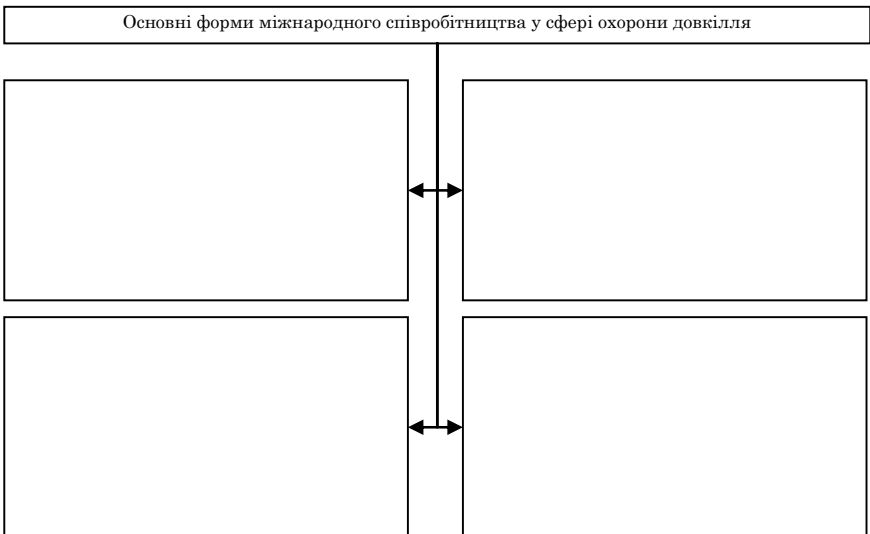 Основні форми міжнародного співробітництва у сфері охорони довкілля